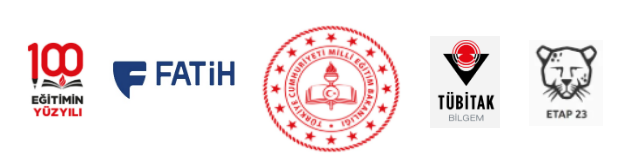 100
EĞİTİMİN
YÜZYILI
FATİH
TÜRKİYE CUMHURİYETİ MİLLÎ EĞİTİM BAKANLIĞI
TÜBİTAK
BİLGEM
ETAP 23